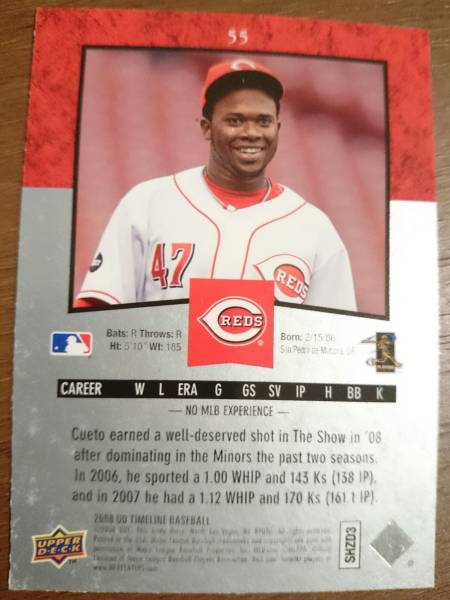 55
47
REDS
C REDS
Bats: R Throws: R
Ht: 5'10" Wt: 185
Born: 2/15/86
San Pedro de Macoris, DR
CAREER W L ERA G GS SV IP H BB K
— NO MLB EXPERIENCE —
Cueto earned a well-deserved shot in The Show in '08
after dominating in the Minors the past two seasons.
In 2006, he sported a 1.00 WHIP and 143 Ks (138 IP),
and in 2007 he had a 1.12 WHIP and 170 Ks (161.1 IP).
2008 UD TIMELINE BASEBALL
UPPER
DECK
SHZD3